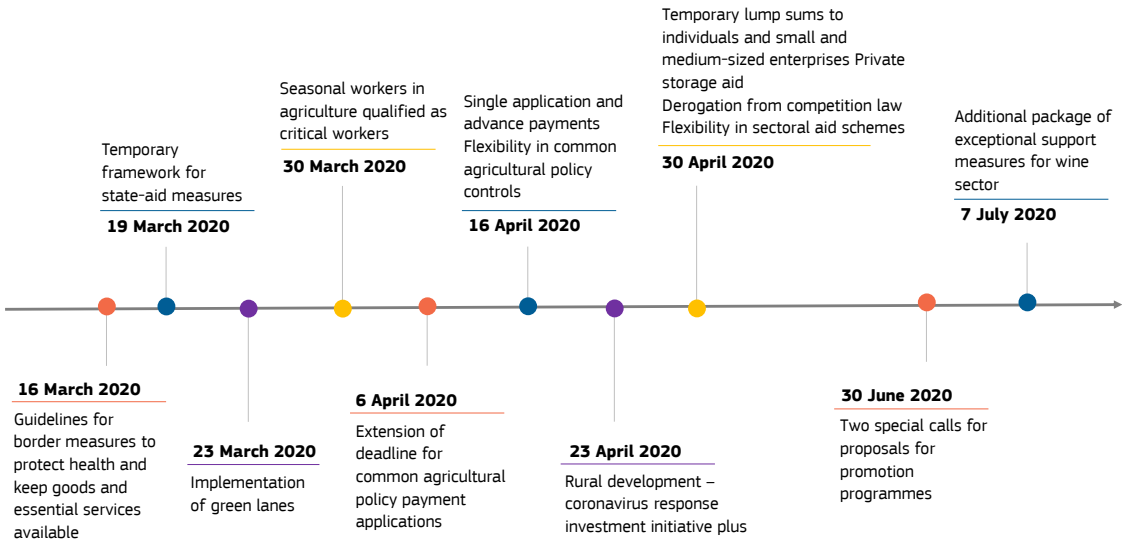 Temporary
framework for
state-aid measures
19 March 2020
Seasonal workers in
agriculture qualified as
critical workers
30 March 2020
Single application and
advance payments
Flexibility in common
agricultural policy
controls
16 April 2020
Temporary lump sums to
individuals and small and
medium-sized enterprises Private
storage aid
Derogation from competition law
Flexibility in sectoral aid schemes
30 April 2020
Additional package of
exceptional support
measures for wine
sector
7 July 2020
16 March 2020
Guidelines for
border measures to
protect health and
keep goods and
essential services
available
23 March 2020
Implementation
of green lanes
6 April 2020
Extension of
deadline for
common agricultural
policy payment
applications
23 April 2020
Rural development –
coronavirus response
investment initiative plus
30 June 2020
Two special calls for
proposals for
promotion
programmes